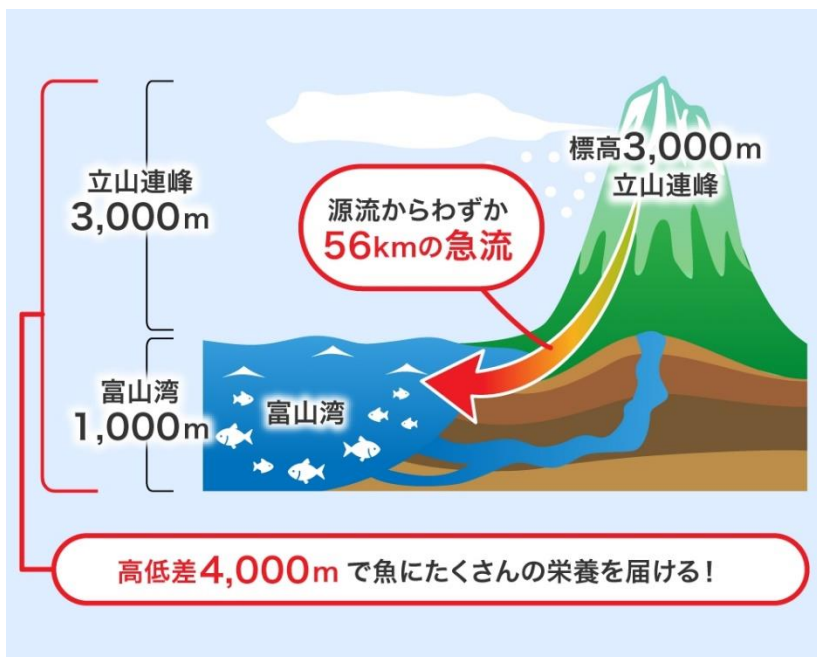 立山連峰
3,000m
富山湾
1,000m
標高3,000m
立山連峰
源流からわずか
56kmの急流
富山湾
高低差4,000mで魚にたくさんの栄養を届ける!